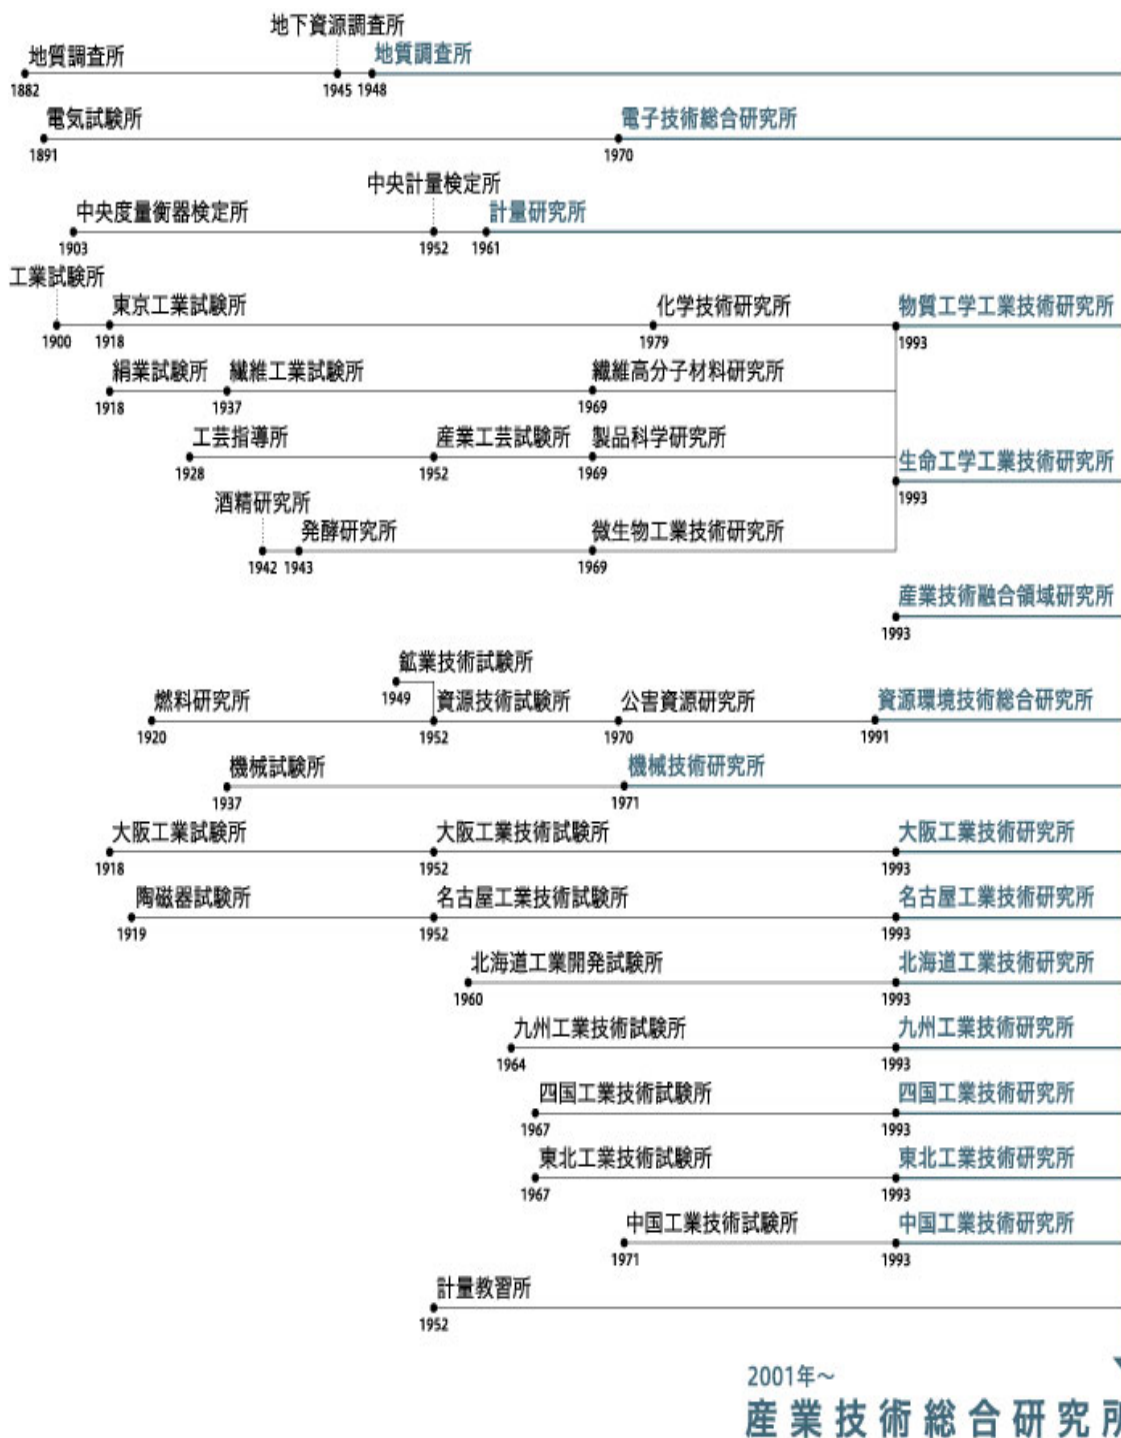 地下資源調査所
地質調査所 地質調査所
1882 1945 1948
電気試験所 電子技術総合研究所
1891 1970
中央計量検定所
中央度量衡器検定所 計量研究所
1903 1952 1961
工業試験所
東京工業試験所 化学技術研究所 物質工学工業技術研究所
1900 1918 1979 1993
絹業試験所 繊維工業試験所 繊維高分子材料研究所
1918 1937 1969
工芸指導所 産業工芸試験所 製品科学研究所
1928 1952 1969
生命工学工業技術研究所
1993
酒精研究所
発酵研究所 微生物工業技術研究所
1942 1943 1969
産業技術融合領域研究所
1993
鉱業技術試験所
1949
燃料研究所 資源技術試験所 公害資源研究所 資源環境技術総合研究所
1920 1952 1970 1991
機械試験所 機械技術研究所
1937 1971
大阪工業試験所 大阪工業技術試験所 大阪工業技術研究所
1918 1952 1993
陶磁器試験所 名古屋工業技術試験所 名古屋工業技術研究所
1919 1952 1993
北海道工業開発試験所 北海道工業技術研究所
1960 1993
九州工業技術試験所 九州工業技術研究所
1964 1993
四国工業技術試験所 四国工業技術研究所
1967 1993
東北工業技術試験所 東北工業技術研究所
1967 1993
中国工業技術試験所 中国工業技術研究所
1971 1993
計量教習所
1952
2001年～
産業技術総合研究所